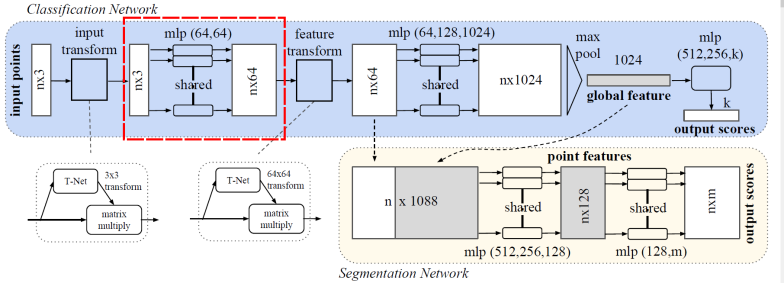 Classification Network
input points
nx3
input
transform
nx3
mlp (64,64)
shared
nx64
feature
transform
nx64
mlp (64,128,1024)
shared
nx1024
max
pool
1024
global feature
mlp
(512,256,k)
k
output scores
T-Net
3x3
transform
matrix
multiply
T-Net
64x64
transform
matrix
multiply
point features
n x 1088
shared
mlp (512,256,128)
nx128
shared
mlp (128,m)
nxm
output scores
Segmentation Network